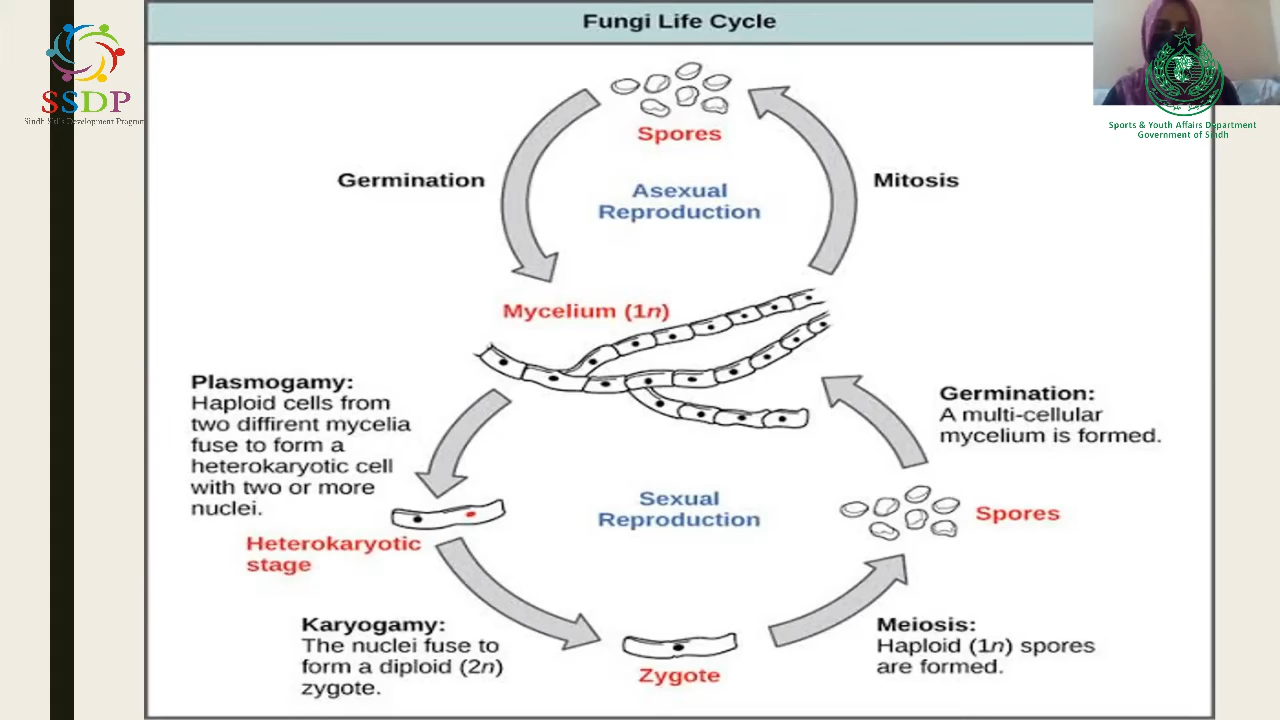 Fungi Life Cycle
SSDP
Sindh Skills Development Program
Sports & Youth Affairs Department
Government of Sindh
Spores
Germination
Asexual
Reproduction
Mitosis
Mycelium (1n)
Plasmogamy:
Haploid cells from
two diffirent mycelia
fuse to form a
heterokaryotic cell
with two or more
nuclei.
Germination:
A multi-cellular
mycelium is formed.
Sexual
Reproduction
Spores
Heterokaryotic
stage
Karyogamy:
The nuclei fuse to
form a diploid (2n)
zygote.
Zygote
Meiosis:
Haploid (1n) spores
are formed.